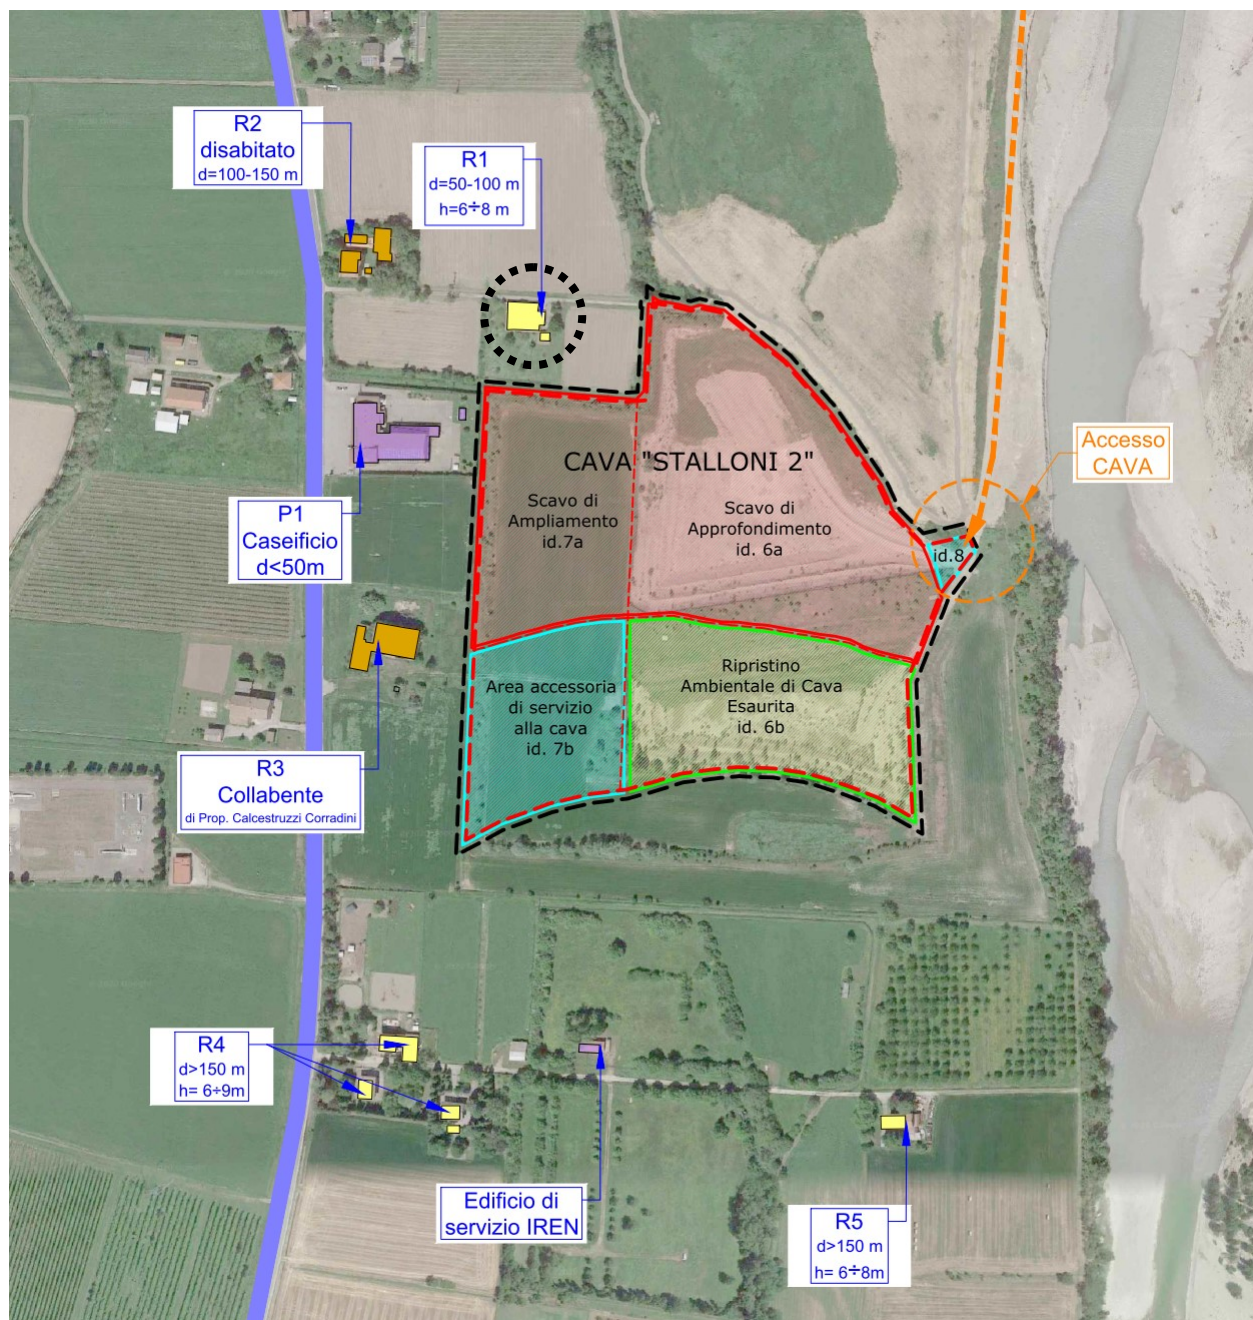 R2
disabitato
d=100-150 m
R1
d=50-100 m
h=6÷8 m
Accesso
CAVA
CAVA "STALLONI 2"
Scavo di
Ampliamento
id.7a
Scavo di
Approfondimento
id. 6a
id.8
P1
Caseificio
d<50m
Area accessoria
di servizio
alla cava
id. 7b
Ripristino
Ambientale di Cava
Esaurita
id. 6b
R3
Collabente
di Prop. Calcestruzzi Corradini
R4
d>150 m
h= 6÷9m
Edificio di
servizio IREN
R5
d>150 m
h= 6÷8m